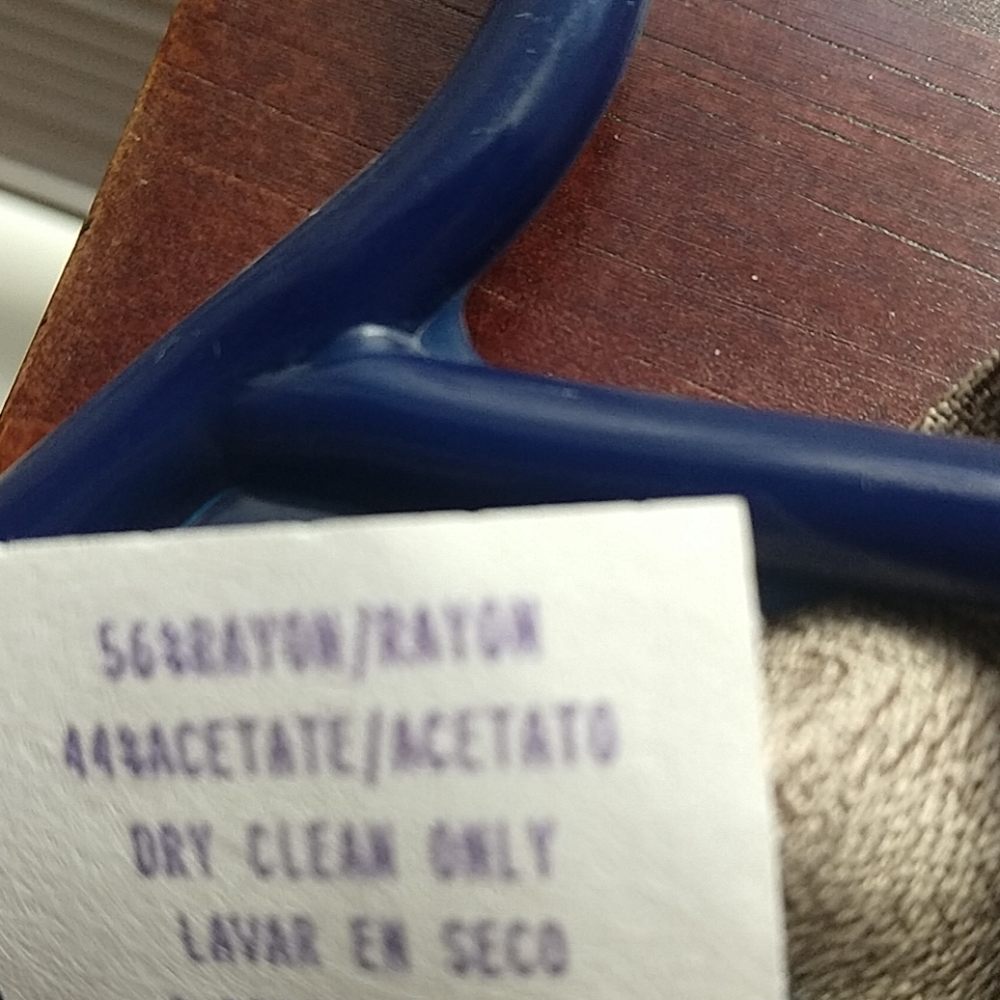 56%RAYON/RAYON
44%ACETATE/ACETATO
DRY CLEAN ONLY
LAVAR EN SECO